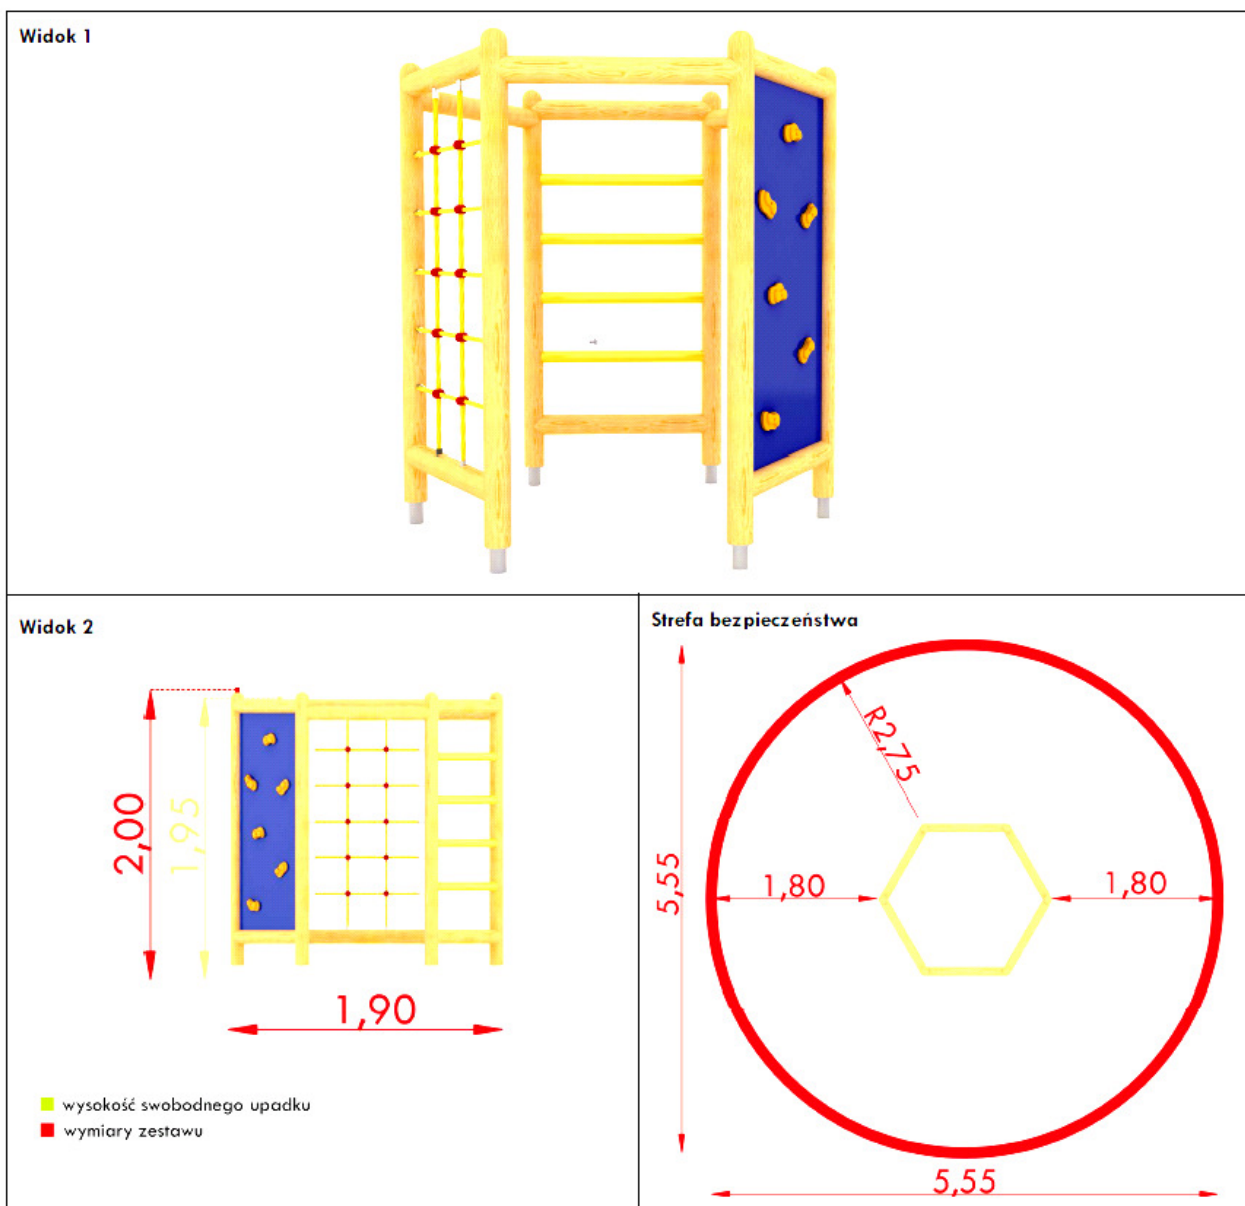 Widok 1
Widok 2
2,00
1,95
1,90
wysokość swobodnego upadku
wymiary zestawu
Strefa bezpieczeństwa
R2,75
5,55
1,80
1,80
5,55